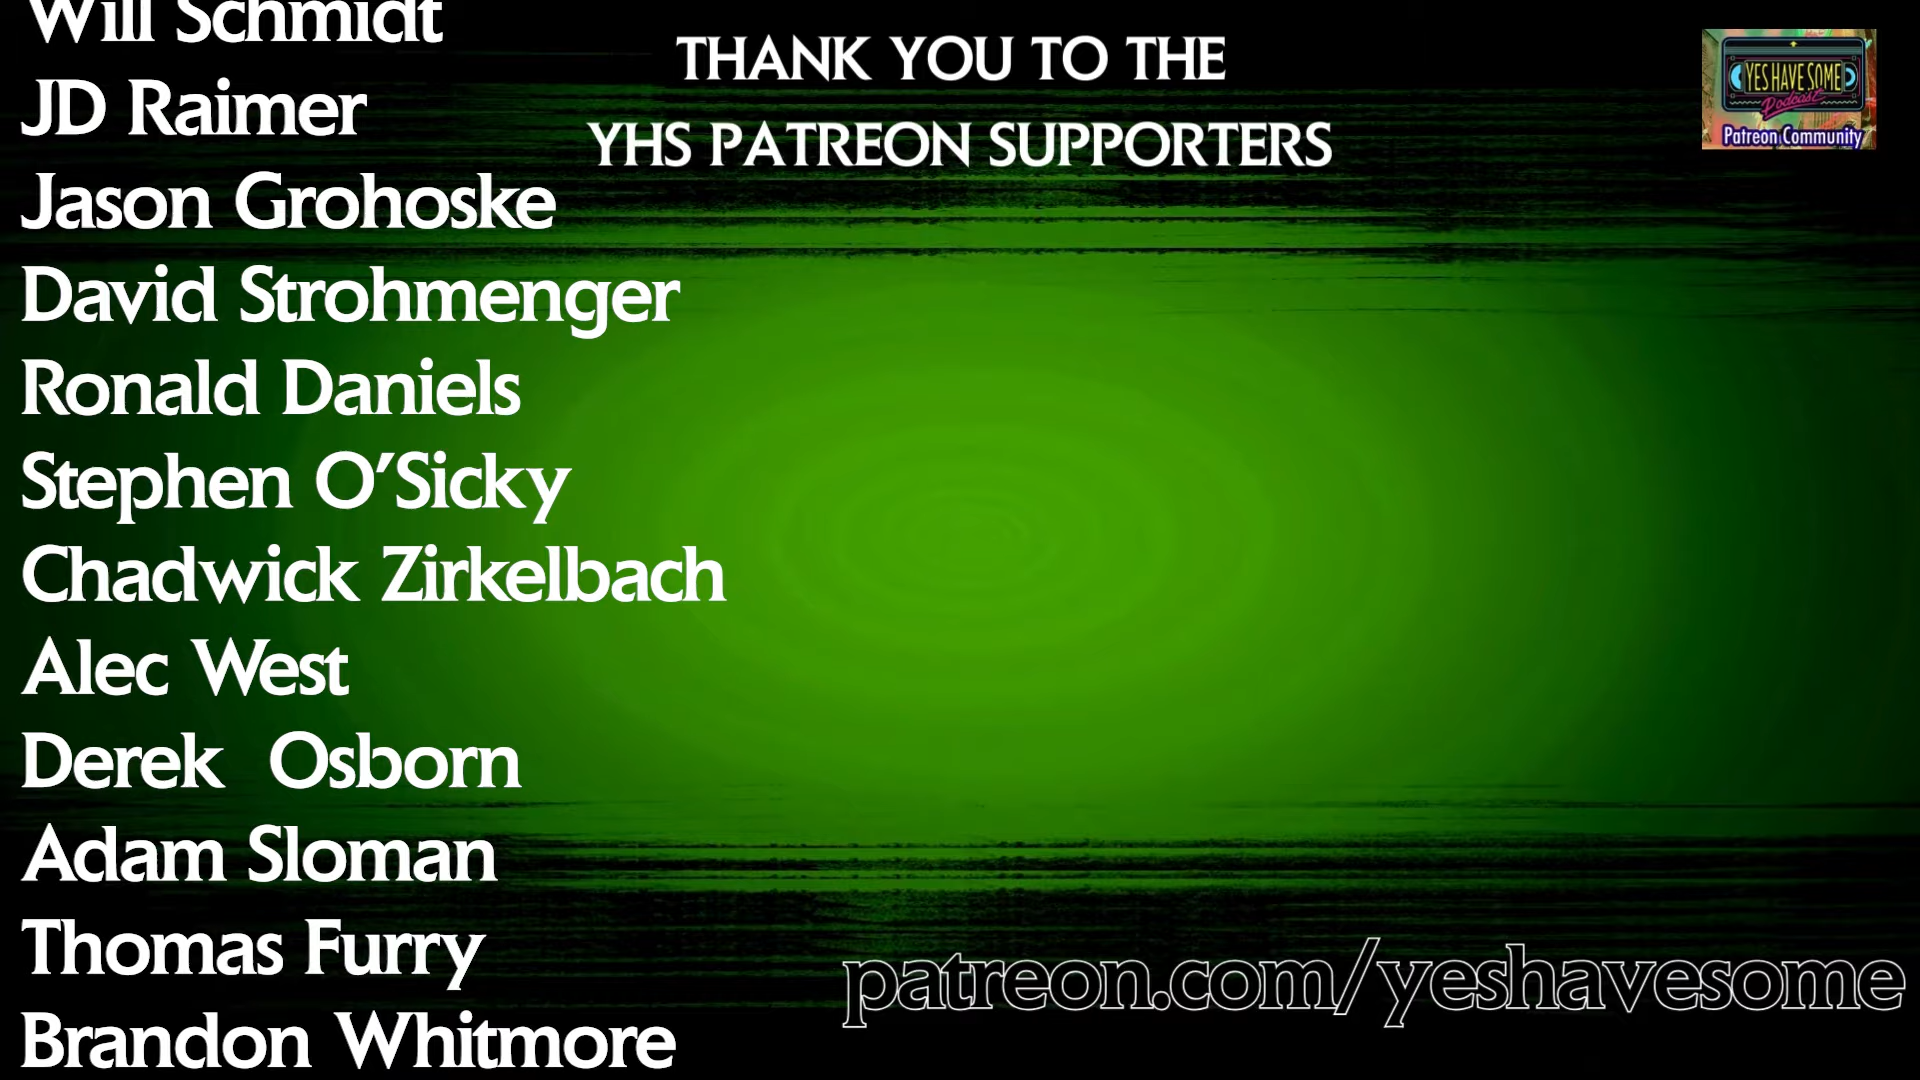 Will Schmidt
JD Raimer
Jason Grohoske
David Strohmenger
Ronald Daniels
Stephen O'Sicky
Chadwick Zirkelbach
Alec West
Derek  Osborn
Adam Sloman
Thomas Furry
Brandon Whitmore
THANK YOU TO THE
YHS PATREON SUPPORTERS
YES HAVE SOME
Podcast
Patreon Community
patreon.com/yeshavesome